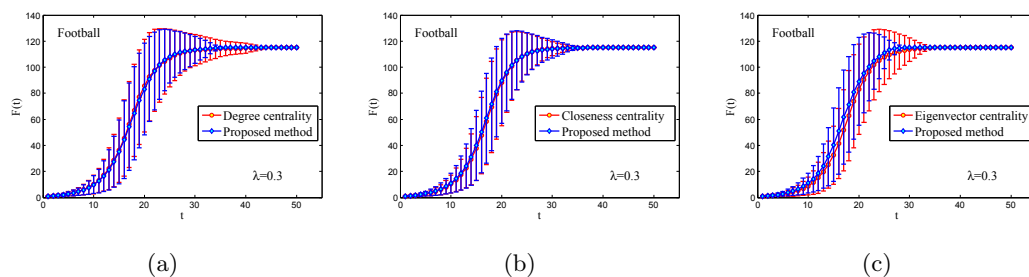 140
120
100
80
60
40
20
0
F(t)
Football
Degree centrality
Proposed method
λ=0.3
0 10 20 30 40 50
t
(a)
140
120
100
80
60
40
20
0
F(t)
Football
Closeness centrality
Proposed method
λ=0.3
0 10 20 30 40 50
t
(b)
140
120
100
80
60
40
20
0
F(t)
Football
Eigenvector centrality
Proposed method
λ=0.3
0 10 20 30 40 50
t
(c)